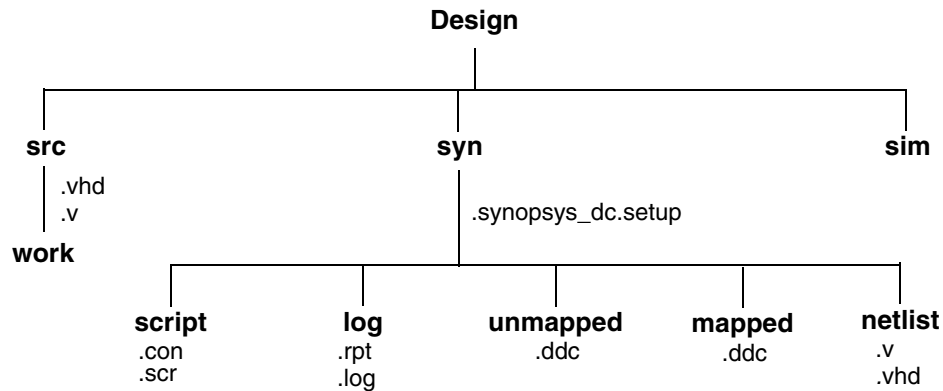 Design
src
syn
sim
.vhd
.v
.synopsys_dc.setup
work
script
log
unmapped
mapped
netlist
.con
.rpt
.ddc
.ddc
.v
.scr
.log
.vhd